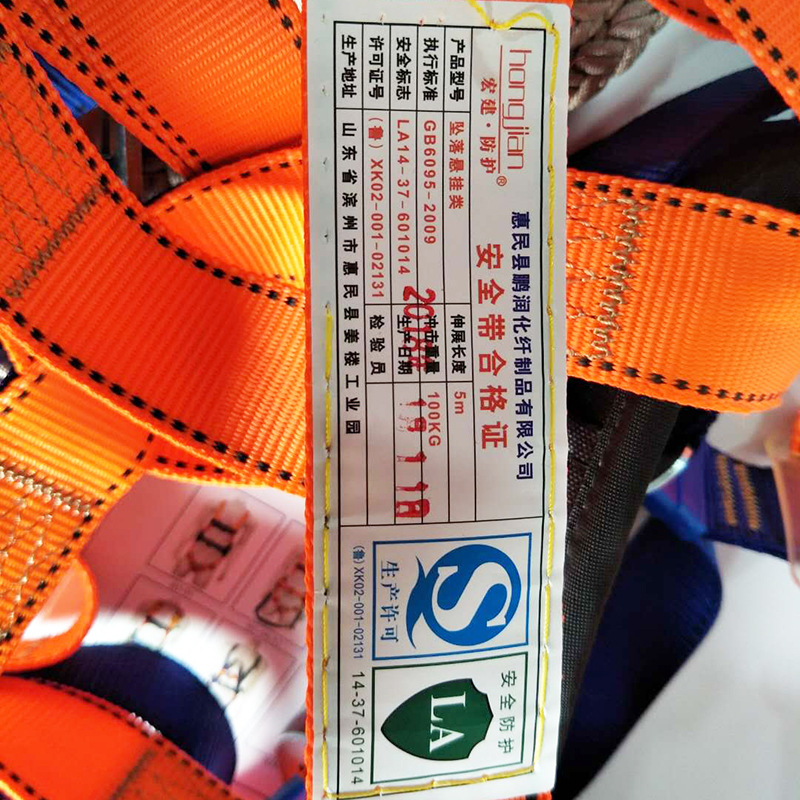 hongjian
宏建·防护®
惠民县鹏润化纤制品有限公司
安全带合格证
产品型号 坠落悬挂类 伸展长度 5m
执行标准 GB6095-2009 冲击重量 100KG
安全标志 LA14-37-601014 生产日期
许可证号 (鲁)XK02-001-02131 检验员
生产地址 山东省滨州市惠民县姜楼工业园
生产许可
(鲁)XK02-001-02131
安全防护
LA
14-37-601014